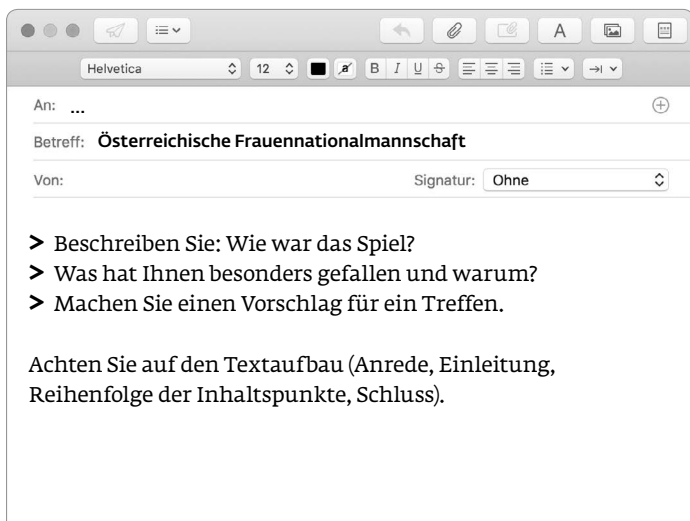 A
Helvetica 12 a B I U S
An: ...
Betreff: Österreichische Frauennationalmannschaft
Von: Signatur: Ohne
> Beschreiben Sie: Wie war das Spiel?
> Was hat Ihnen besonders gefallen und warum?
> Machen Sie einen Vorschlag für ein Treffen.
Achten Sie auf den Textaufbau (Anrede, Einleitung,
Reihenfolge der Inhaltspunkte, Schluss).